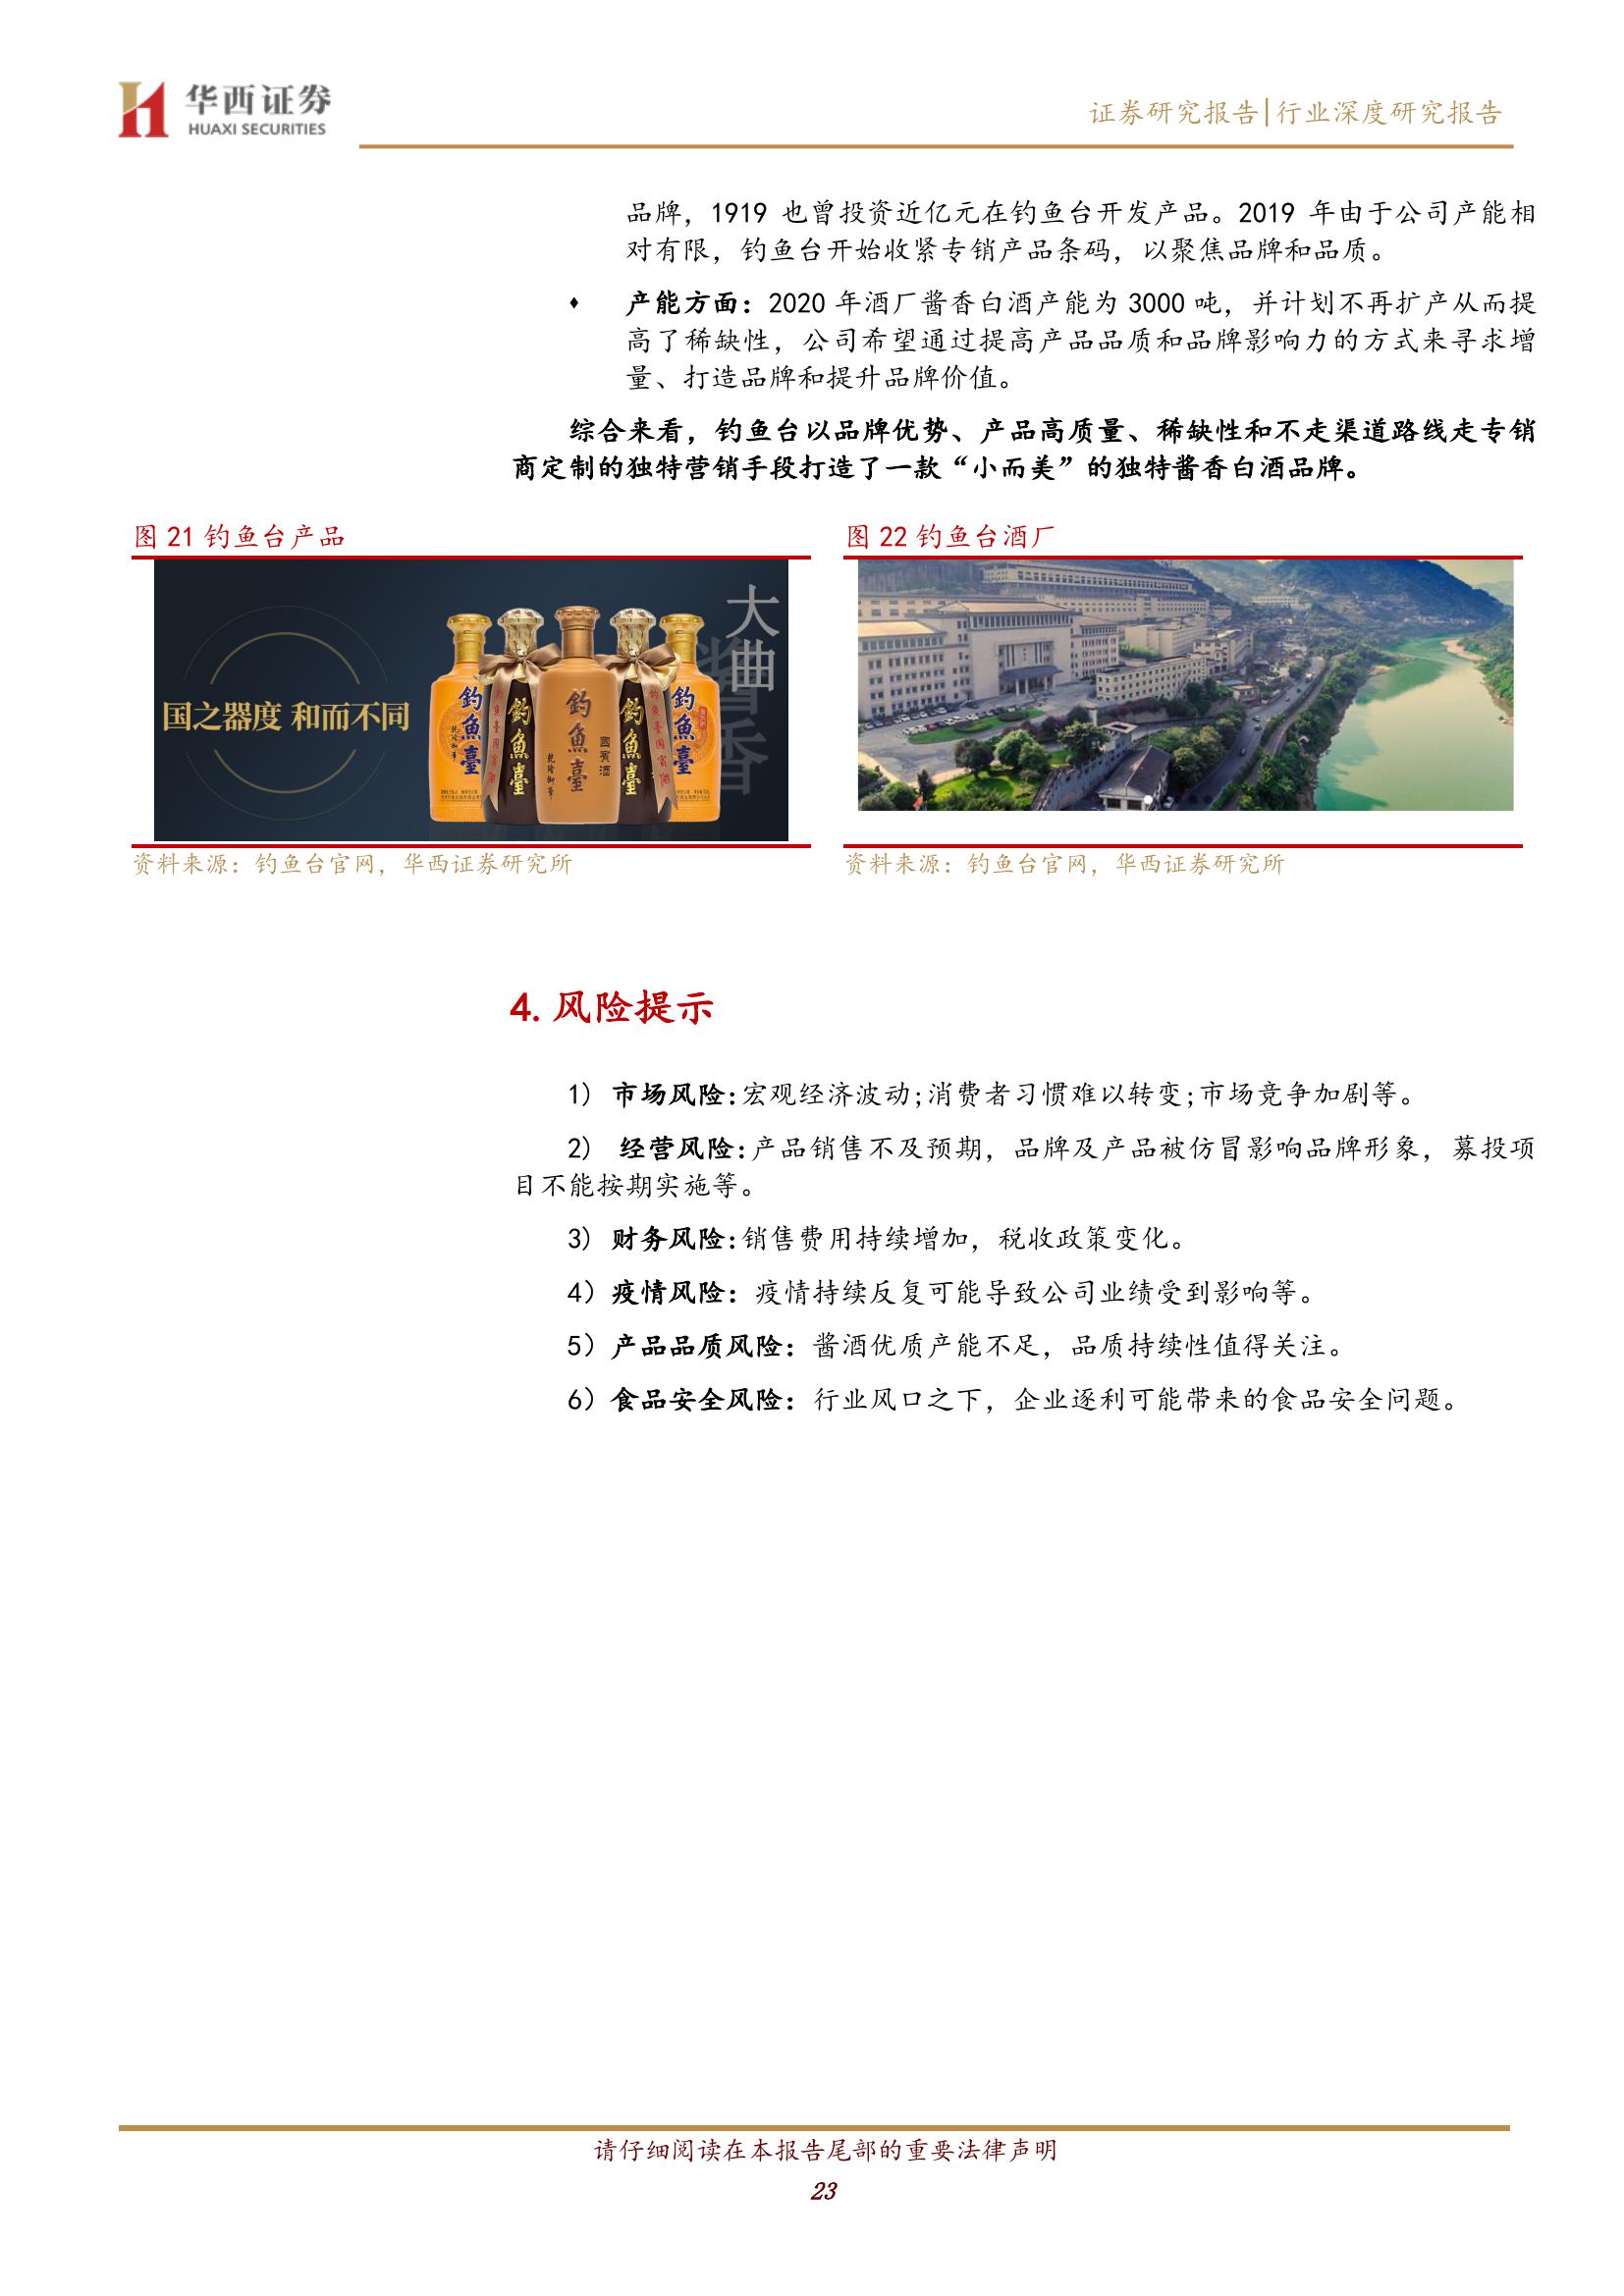 华西证券
HUAXI SECURITIES
证券研究报告|行业深度研究报告
品牌，1919 也曾投资近亿元在钓鱼台开发产品。2019 年由于公司产能相
对有限，钓鱼台开始收紧专销产品条码，以聚焦品牌和品质。
♦ 产能方面：2020 年酒厂酱香白酒产能为 3000 吨，并计划不再扩产从而提
高了稀缺性，公司希望通过提高产品品质和品牌影响力的方式来寻求增
量、打造品牌和提升品牌价值。
综合来看，钓鱼台以品牌优势、产品高质量、稀缺性和不走渠道路线走专销
商定制的独特营销手段打造了一款“小而美”的独特酱香白酒品牌。
图 21 钓鱼台产品
国之器度 和而不同
釣魚臺
乾隆御筆
釣魚臺
釣魚臺
乾隆御筆
國賓酒
釣魚臺
釣魚臺
大曲
酱香
资料来源：钓鱼台官网，华西证券研究所
图 22 钓鱼台酒厂
资料来源：钓鱼台官网，华西证券研究所
4. 风险提示
1) 市场风险:宏观经济波动;消费者习惯难以转变;市场竞争加剧等。
2) 经营风险:产品销售不及预期，品牌及产品被仿冒影响品牌形象，募投项
目不能按期实施等。
3) 财务风险:销售费用持续增加，税收政策变化。
4）疫情风险：疫情持续反复可能导致公司业绩受到影响等。
5）产品品质风险：酱酒优质产能不足，品质持续性值得关注。
6）食品安全风险：行业风口之下，企业逐利可能带来的食品安全问题。
请仔细阅读在本报告尾部的重要法律声明
23